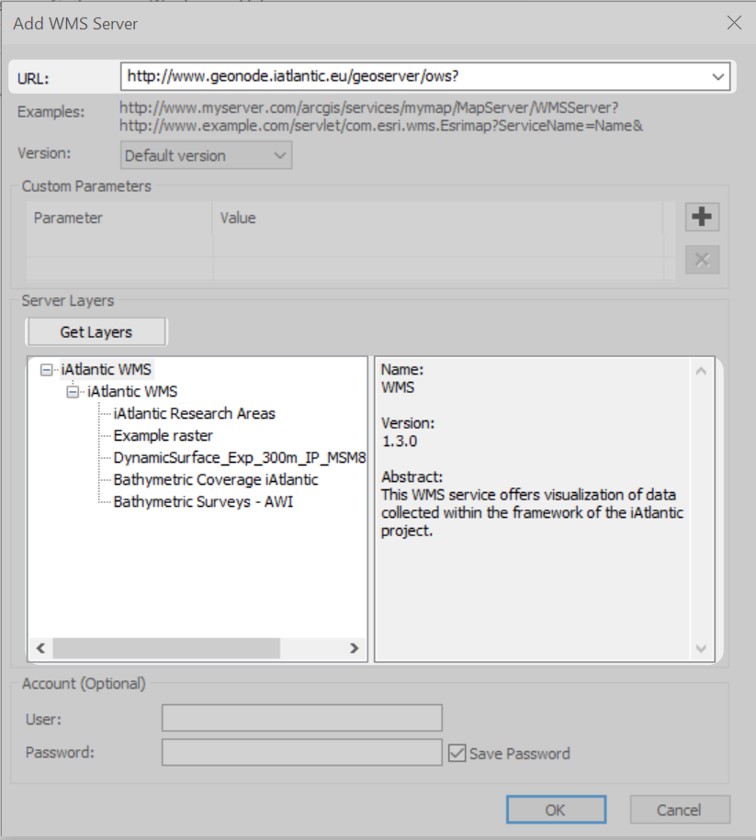 Add WMS Server
URL:
http://www.geonode.iatlantic.eu/geoserver/ows?
Examples:
http://www.myserver.com/arcgis/services/mymap/MapServer/WMSServer?
http://www.example.com/servlet/com.esri.wms.Esrimap?ServiceName=Name&
Version:
Default version
Custom Parameters
Parameter
Value
Server Layers
Get Layers
iAtlantic WMS
iAtlantic WMS
iAtlantic Research Areas
Example raster
DynamicSurface_Exp_300m_IP_MSM8
Bathymetric Coverage iAtlantic
Bathymetric Surveys - AWI
Name:
WMS
Version:
1.3.0
Abstract:
This WMS service offers visualization of data
collected within the framework of the iAtlantic
project.
Account (Optional)
User:
Password:
Save Password
OK
Cancel